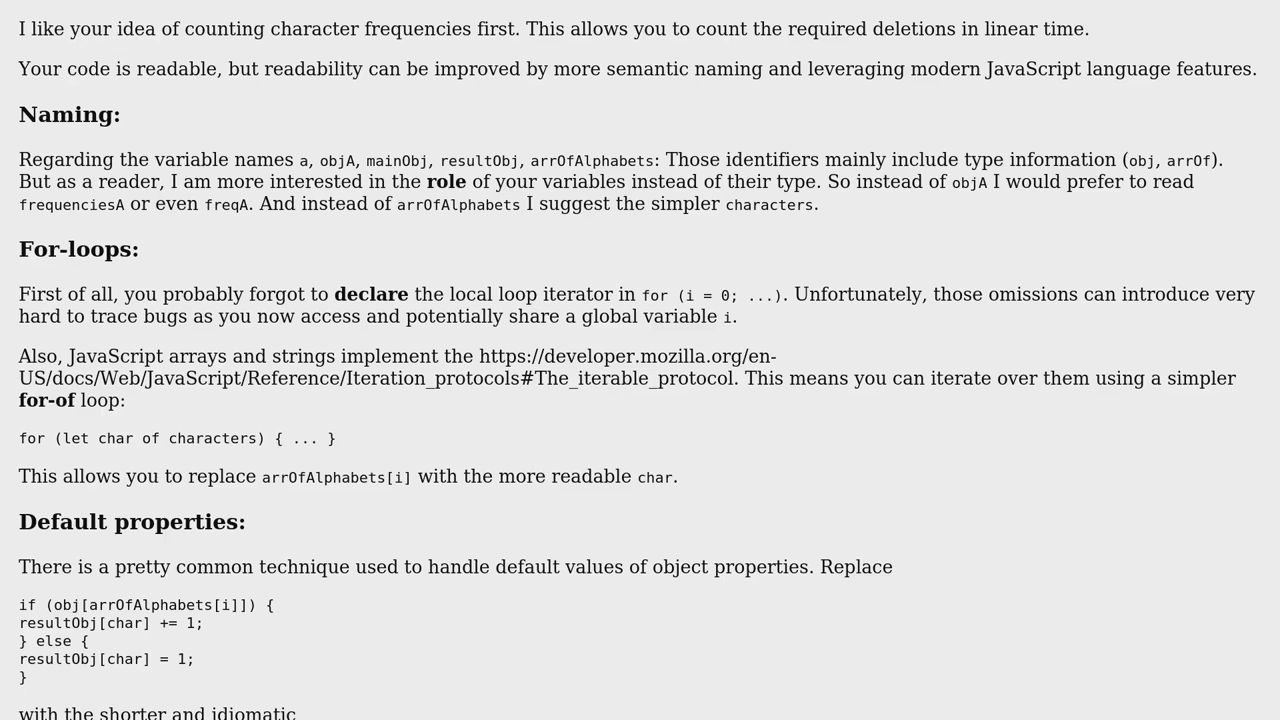 I like your idea of counting character frequencies first. This allows you to count the required deletions in linear time.
Your code is readable, but readability can be improved by more semantic naming and leveraging modern JavaScript language features.
Naming:
Regarding the variable names a, objA, mainObj, resultObj, arrOfAlphabets: Those identifiers mainly include type information (obj, arrOf).
But as a reader, I am more interested in the role of your variables instead of their type. So instead of objA I would prefer to read
frequenciesA or even freqA. And instead of arrOfAlphabets I suggest the simpler characters.
For-loops:
First of all, you probably forgot to declare the local loop iterator in for (i = 0; ...). Unfortunately, those omissions can introduce very
hard to trace bugs as you now access and potentially share a global variable i.
Also, JavaScript arrays and strings implement the https://developer.mozilla.org/en-
US/docs/Web/JavaScript/Reference/Iteration_protocols#The_iterable_protocol. This means you can iterate over them using a simpler
for-of loop:
for (let char of characters) { ... }
This allows you to replace arrOfAlphabets[i] with the more readable char.
Default properties:
There is a pretty common technique used to handle default values of object properties. Replace
if (obj[arrOfAlphabets[i]]) {
resultObj[char] += 1;
} else {
resultObj[char] = 1;
}
with the shorter and idiomatic